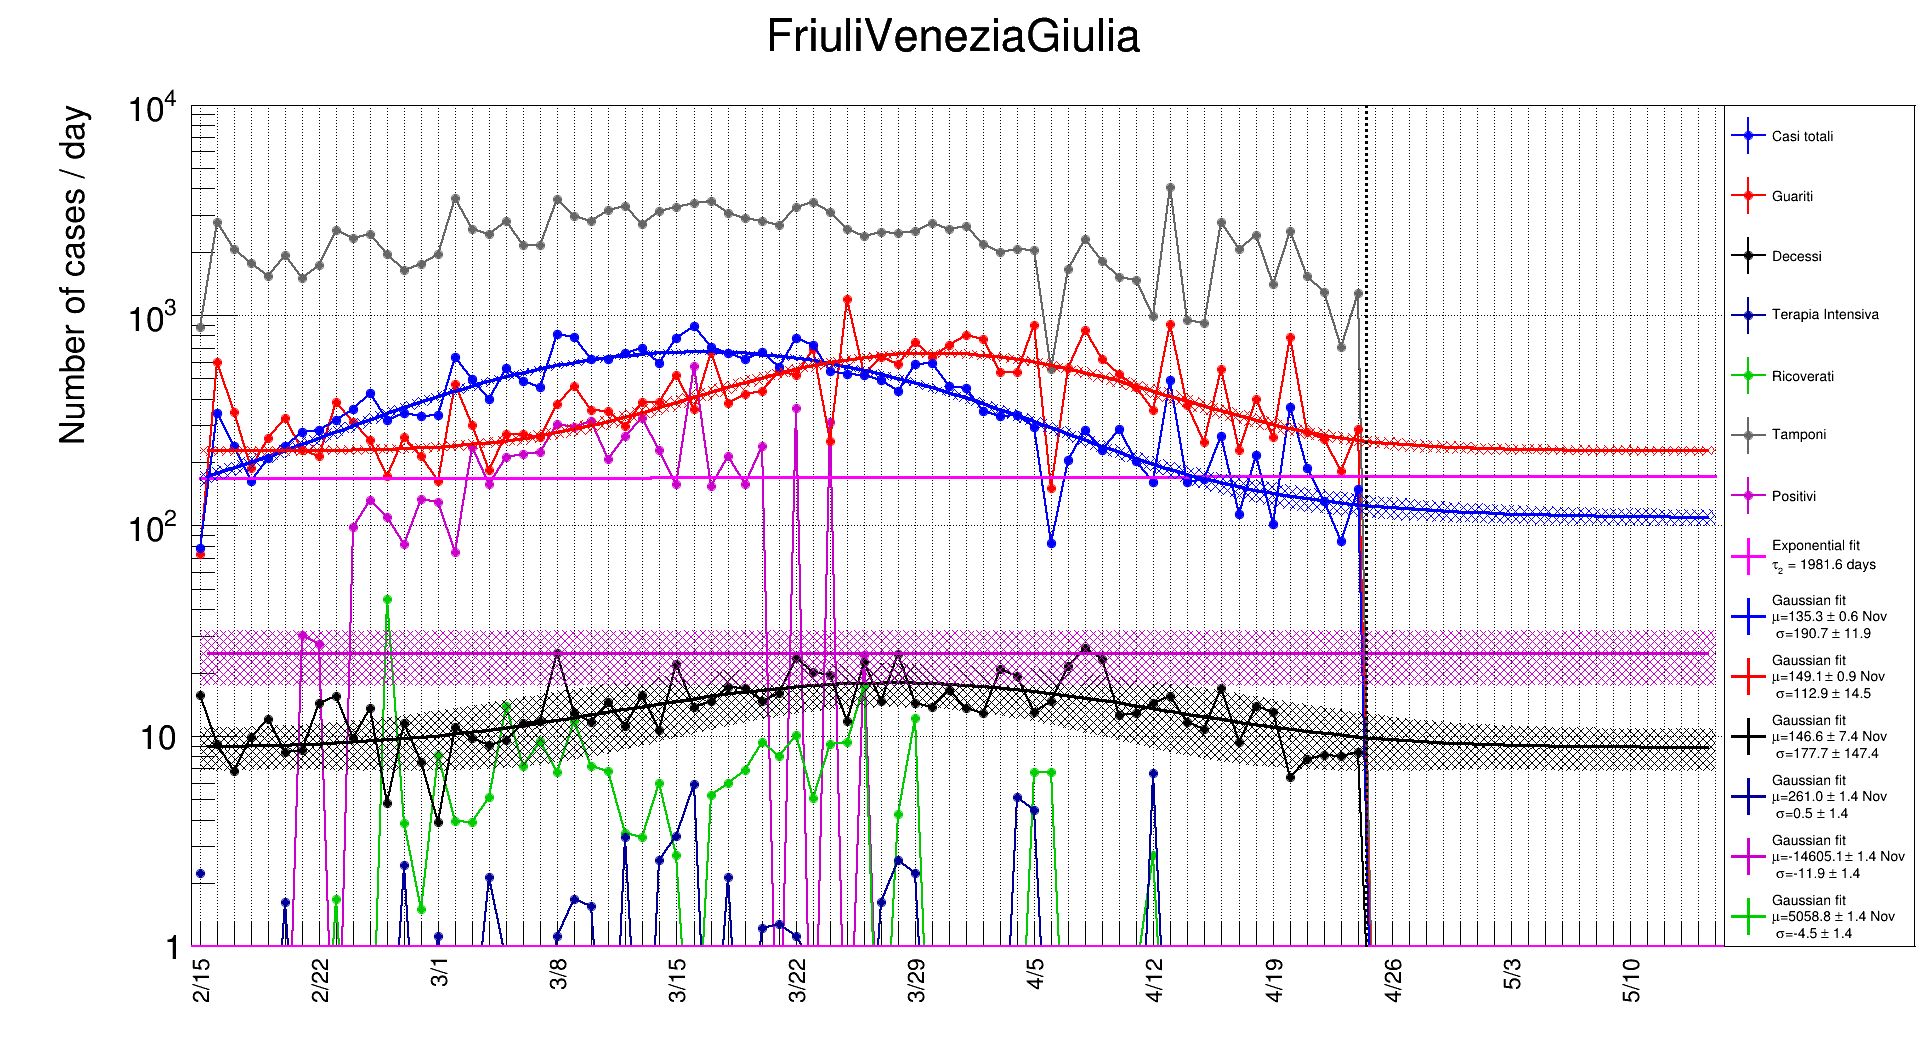 FriuliVeneziaGiulia
Number of cases / day
10^4
10^3
10^2
10
1
2/15
2/22
3/1
3/8
3/15
3/22
3/29
4/5
4/12
4/19
4/26
5/3
5/10
Casi totali
Guariti
Decessi
Terapia Intensiva
Ricoverati
Tamponi
Positivi
Exponential fit
τ₂ = 1981.6 days
Gaussian fit
μ=135.3 ± 0.6 Nov
σ=190.7 ± 11.9
Gaussian fit
μ=149.1 ± 0.9 Nov
σ=112.9 ± 14.5
Gaussian fit
μ=146.6 ± 7.4 Nov
σ=177.7 ± 147.4
Gaussian fit
μ=261.0 ± 1.4 Nov
σ=0.5 ± 1.4
Gaussian fit
μ=-14605.1 ± 1.4 Nov
σ=-11.9 ± 1.4
Gaussian fit
μ=5058.8 ± 1.4 Nov
σ=-4.5 ± 1.4